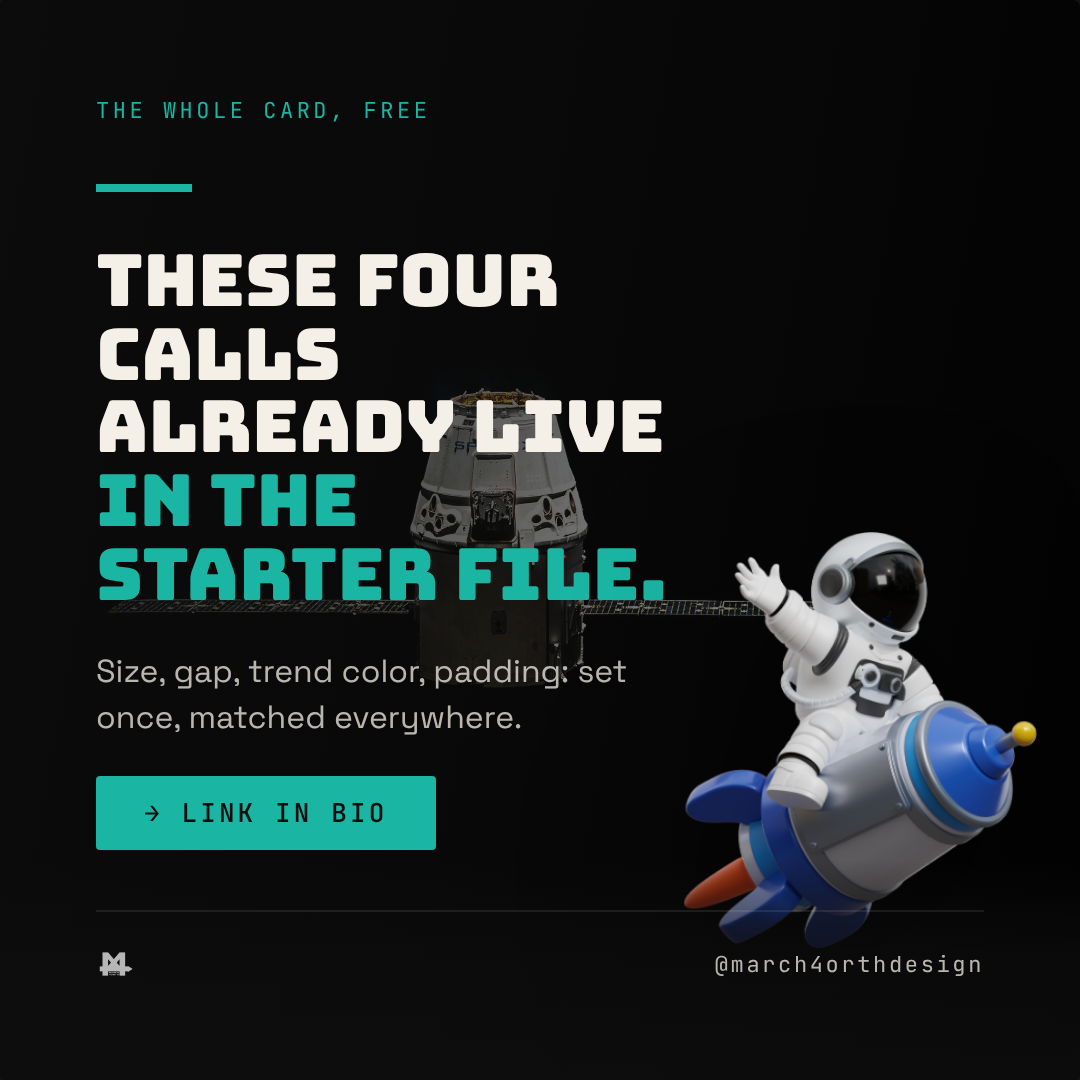 THE WHOLE CARD, FREE
THESE FOUR
CALLS
ALREADY LIVE
IN THE
STARTER FILE.
Size, gap, trend color, padding: set
once, matched everywhere.
→ LINK IN BIO
@march4orthdesign